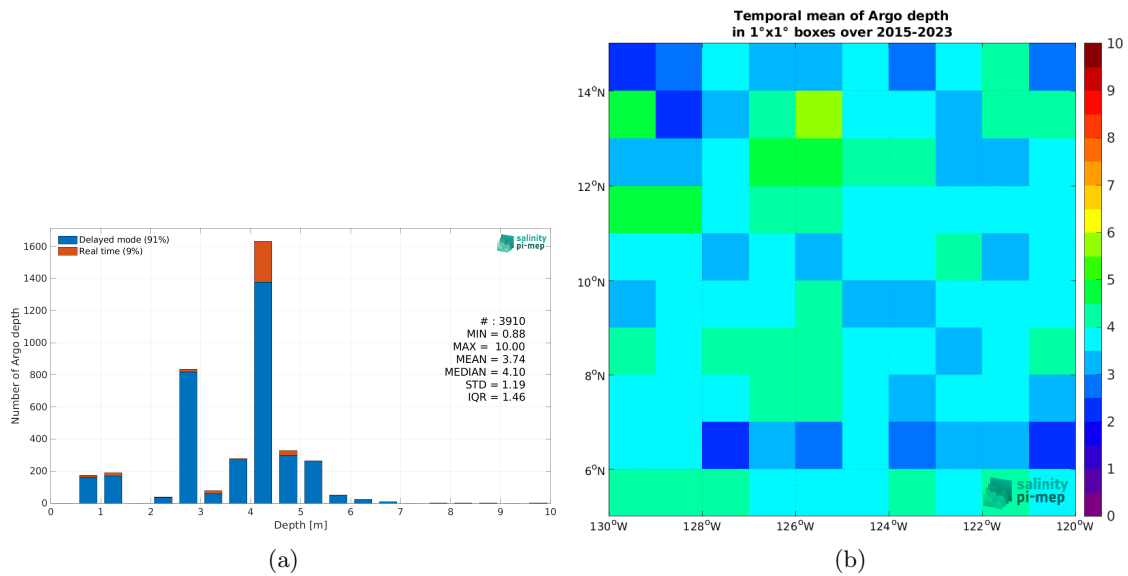 Delayed mode (91%)
Real time (9%)
salinity
pi-mep
# : 3910
MIN = 0.88
MAX = 10.00
MEAN = 3.74
MEDIAN = 4.10
STD = 1.19
IQR = 1.46
Number of Argo depth
1600
1400
1200
1000
800
600
400
200
0
0 1 2 3 4 5 6 7 8 9 10
Depth [m]
(a)
Temporal mean of Argo depth
in 1°x1° boxes over 2015-2023
14°N
12°N
10°N
8°N
6°N
130°W 128°W 126°W 124°W 122°W 120°W
salinity
pi-mep
10
9
8
7
6
5
4
3
2
1
0
(b)